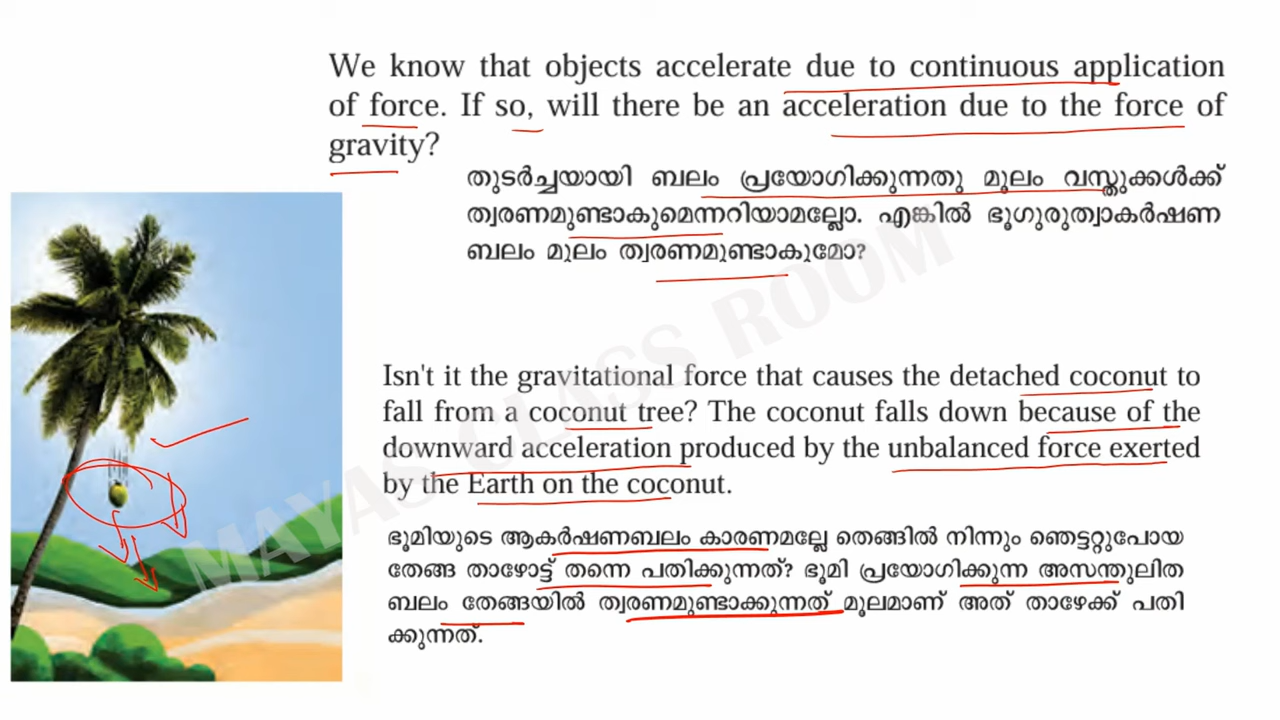 We know that objects accelerate due to continuous application
of force. If so, will there be an acceleration due to the force of
gravity?
തുടർച്ചയായി ബലം പ്രയോഗിക്കുന്നതു മൂലം വസ്തുക്കൾക്ക്
ത്വരണമുണ്ടാകുമെന്നറിയാമല്ലോ. എങ്കിൽ ഭൂഗുരുത്വാകർഷണ
ബലം മൂലം ത്വരണമുണ്ടാകുമോ?
Isn't it the gravitational force that causes the detached coconut to
fall from a coconut tree? The coconut falls down because of the
downward acceleration produced by the unbalanced force exerted
by the Earth on the coconut.
ഭൂമിയുടെ ആകർഷണബലം കാരണമല്ലേ തെങ്ങിൽ നിന്നും ഞെട്ടറ്റുപോയ
തേങ്ങ താഴോട്ട് തന്നെ പതിക്കുന്നത്? ഭൂമി പ്രയോഗിക്കുന്ന അസന്തുലിത
ബലം തേങ്ങയിൽ ത്വരണമുണ്ടാക്കുന്നത് മൂലമാണ് അത് താഴേക്ക് പതി
ക്കുന്നത്.
MAYAS CLASS ROOM